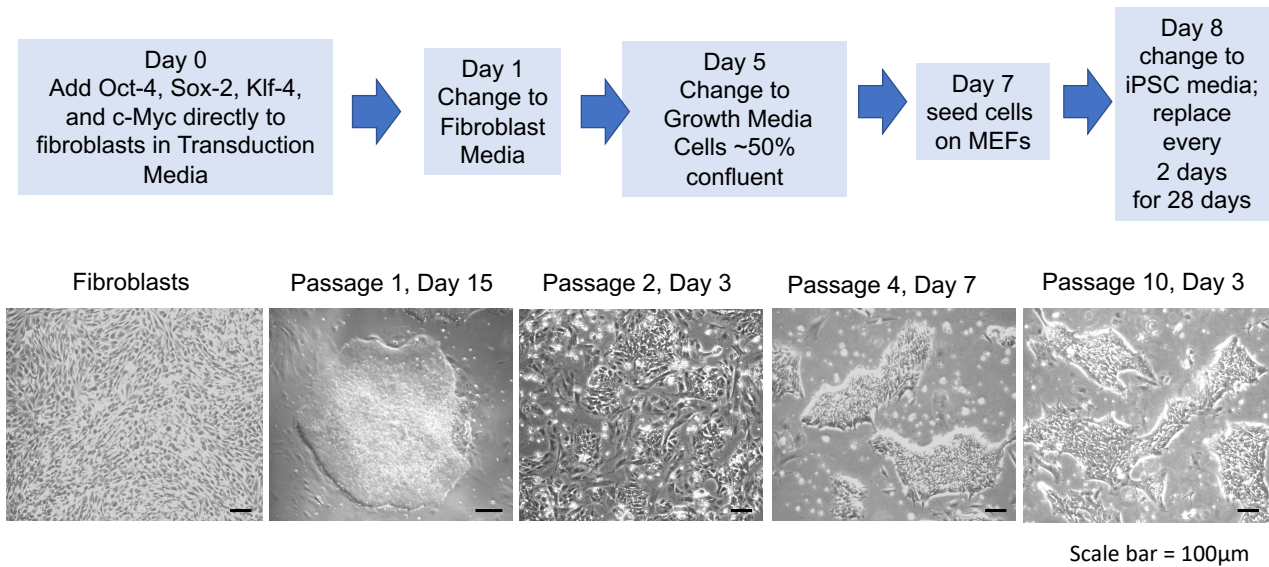 Day 0
Add Oct-4, Sox-2, Klf-4,
and c-Myc directly to
fibroblasts in Transduction
Media
Day 1
Change to
Fibroblast
Media
Day 5
Change to
Growth Media
Cells ~50%
confluent
Day 7
seed cells
on MEFs
Day 8
change to
iPSC media;
replace
every
2 days
for 28 days
Fibroblasts
Passage 1, Day 15
Passage 2, Day 3
Passage 4, Day 7
Passage 10, Day 3
Scale bar = 100μm